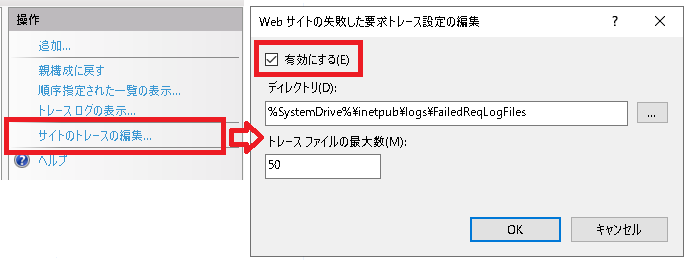 操作
追加...
親構成に戻す
順序指定された一覧の表示...
トレース ログの表示...
サイトのトレースの編集...
ヘルプ
Web サイトの失敗した要求トレース設定の編集
? ×
有効にする(E)
ディレクトリ(D):
%SystemDrive%¥inetpub¥logs¥FailedReqLogFiles
...
トレース ファイルの最大数(M):
50
OK
キャンセル